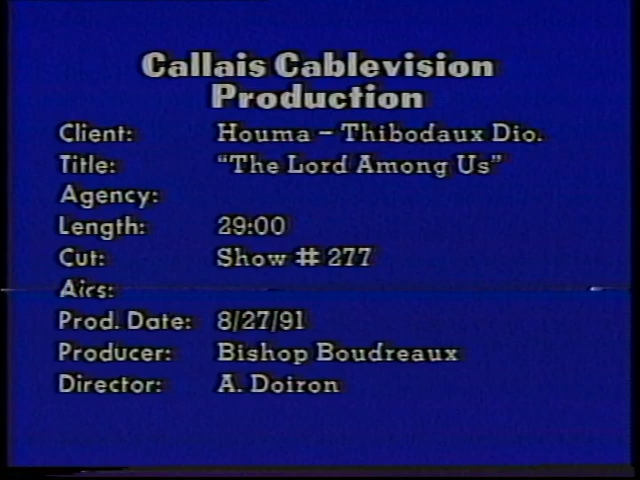 Callais Cablevision
Production
Client: Houma - Thibodaux Dio.
Title: "The Lord Among Us"
Agency:
Length: 29:00
Cut: Show # 277
Airs:
Prod. Date: 8/27/91
Producer: Bishop Boudreaux
Director: A. Doiron